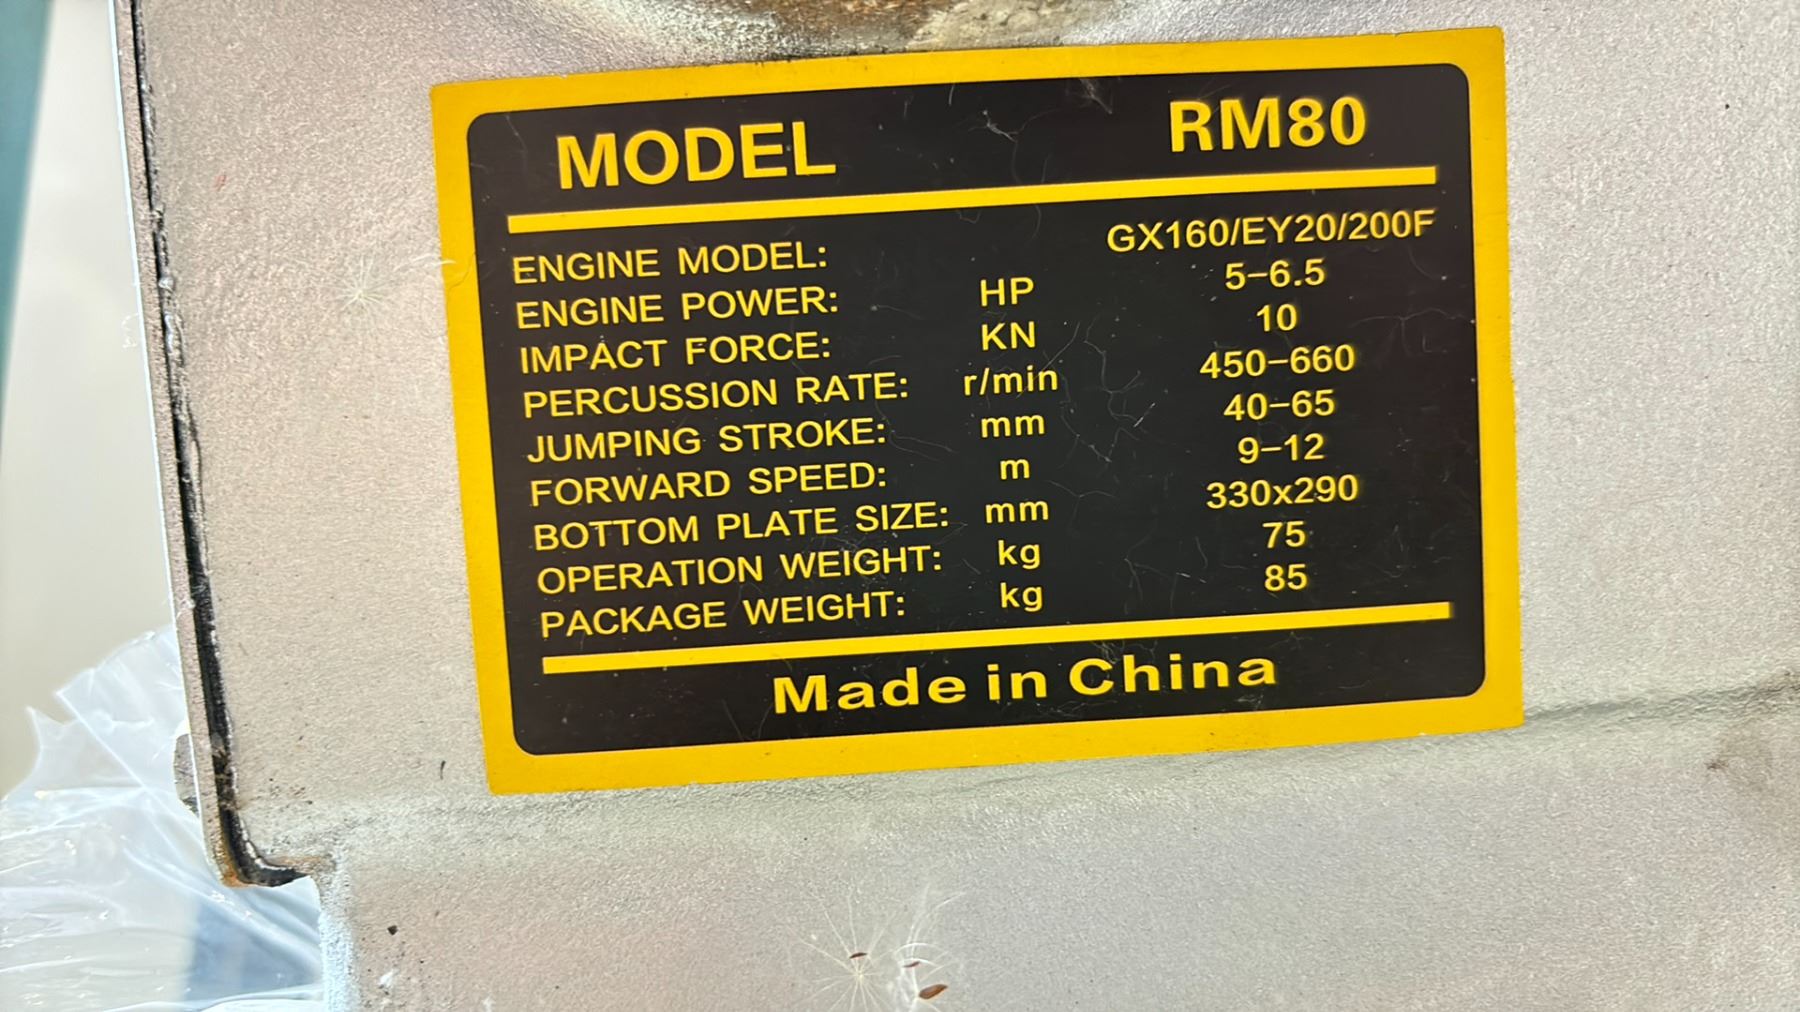 MODEL RM80
ENGINE MODEL: GX160/EY20/200F
ENGINE POWER: HP 5-6.5
IMPACT FORCE: KN 10
PERCUSSION RATE: r/min 450-660
JUMPING STROKE: mm 40-65
FORWARD SPEED: m 9-12
BOTTOM PLATE SIZE: mm 330x290
OPERATION WEIGHT: kg 75
PACKAGE WEIGHT: kg 85
Made in China